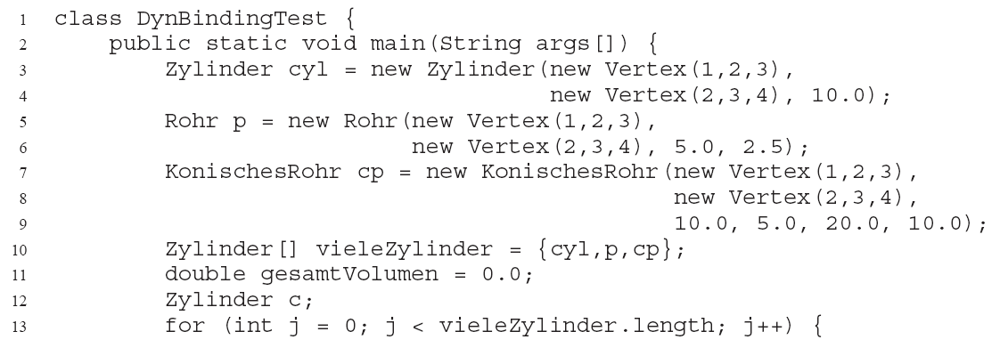 1 class DynBindingTest {
2 public static void main(String args[]) {
3 Zylinder cyl = new Zylinder(new Vertex(1,2,3),
4 new Vertex(2,3,4), 10.0);
5 Rohr p = new Rohr(new Vertex(1,2,3),
6 new Vertex(2,3,4), 5.0, 2.5);
7 KonischesRohr cp = new KonischesRohr(new Vertex(1,2,3),
8 new Vertex(2,3,4),
9 10.0, 5.0, 20.0, 10.0);
10 Zylinder[] vieleZylinder = {cyl,p,cp};
11 double gesamtVolumen = 0.0;
12 Zylinder c;
13 for (int j = 0; j < vieleZylinder.length; j++) {